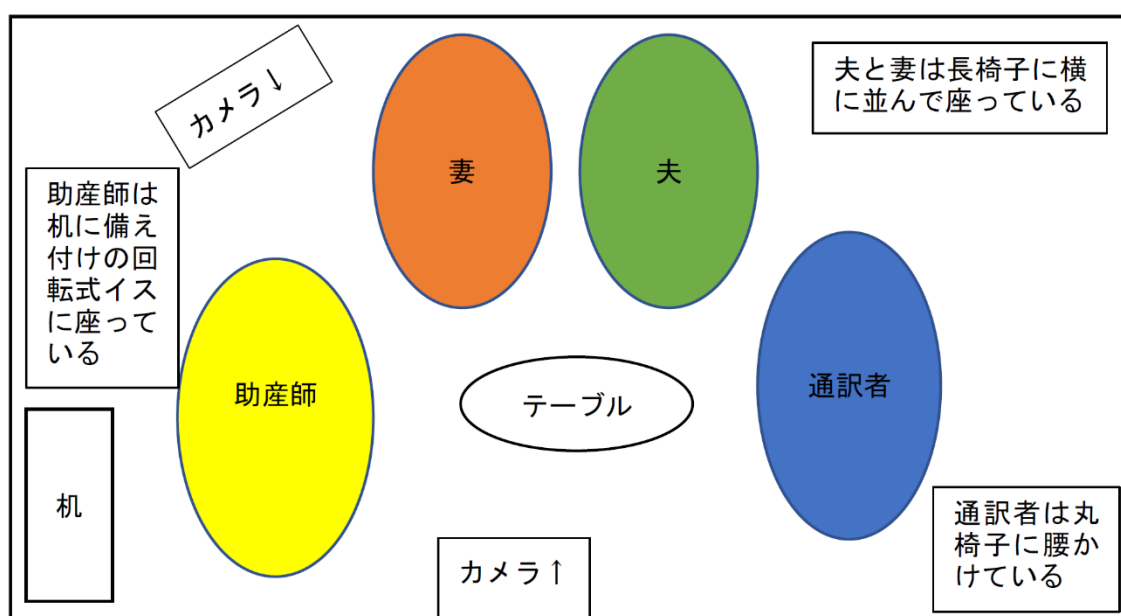 カメラ↓
妻
夫
夫と妻は長椅子に横
に並んで座っている
助産師は
机に備え
付けの回
転式イス
に座って
いる
助産師
テーブル
通訳者
机
カメラ↑
通訳者は丸
椅子に腰か
けている